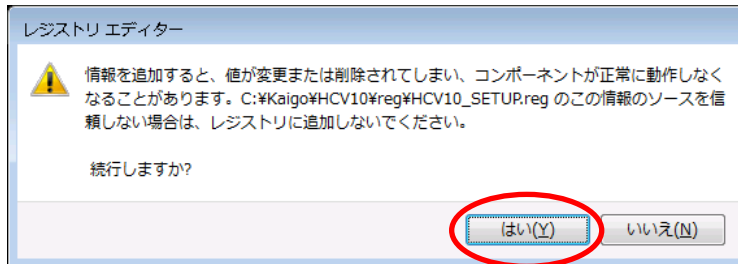 レジストリ エディター
情報を追加すると、値が変更または削除されてしまい、コンポーネントが正常に動作しなく
なることがあります。C:¥Kaigo¥HCV10¥reg¥HCV10_SETUP.reg のこの情報のソースを信
頼しない場合は、レジストリに追加しないでください。
続行しますか?
はい(Y) いいえ(N)